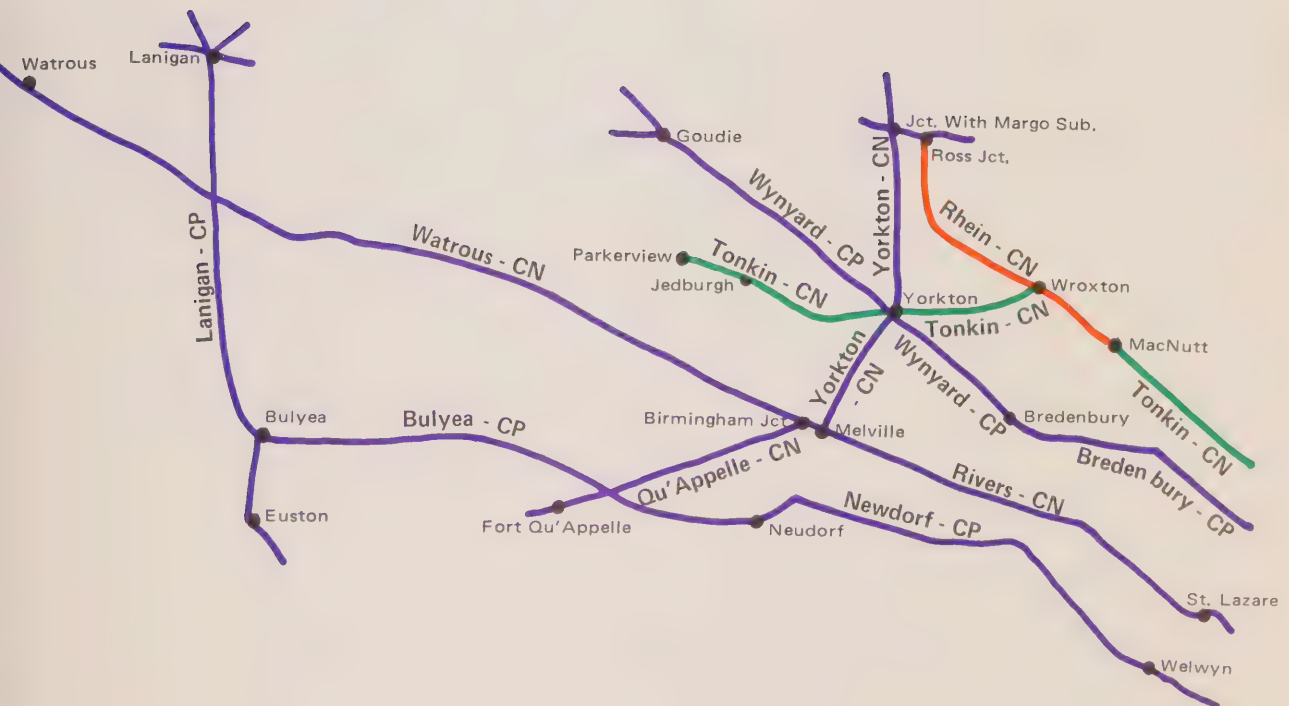 Watrous
Lanigan
Goudie
Jct. With Margo Sub.
Ross Jct.
Wynyard - CP
Yorkton - CN
Rhein - CN
Lanigan - CP
Watrous - CN
Parkerview
Tonkin - CN
Jedburgh
Wroxton
Yorkton
Tonkin - CN
MacNutt
Yorkton - CN
Wynyard - CP
Tonkin - CN
Bulyea
Bulyea - CP
Birmingham Jct
Melville
Bredenbury
Breden bury - CP
Qu'Appelle - CN
Rivers - CN
Euston
Fort Qu'Appelle
Neudorf
Newdorf - CP
St. Lazare
Welwyn